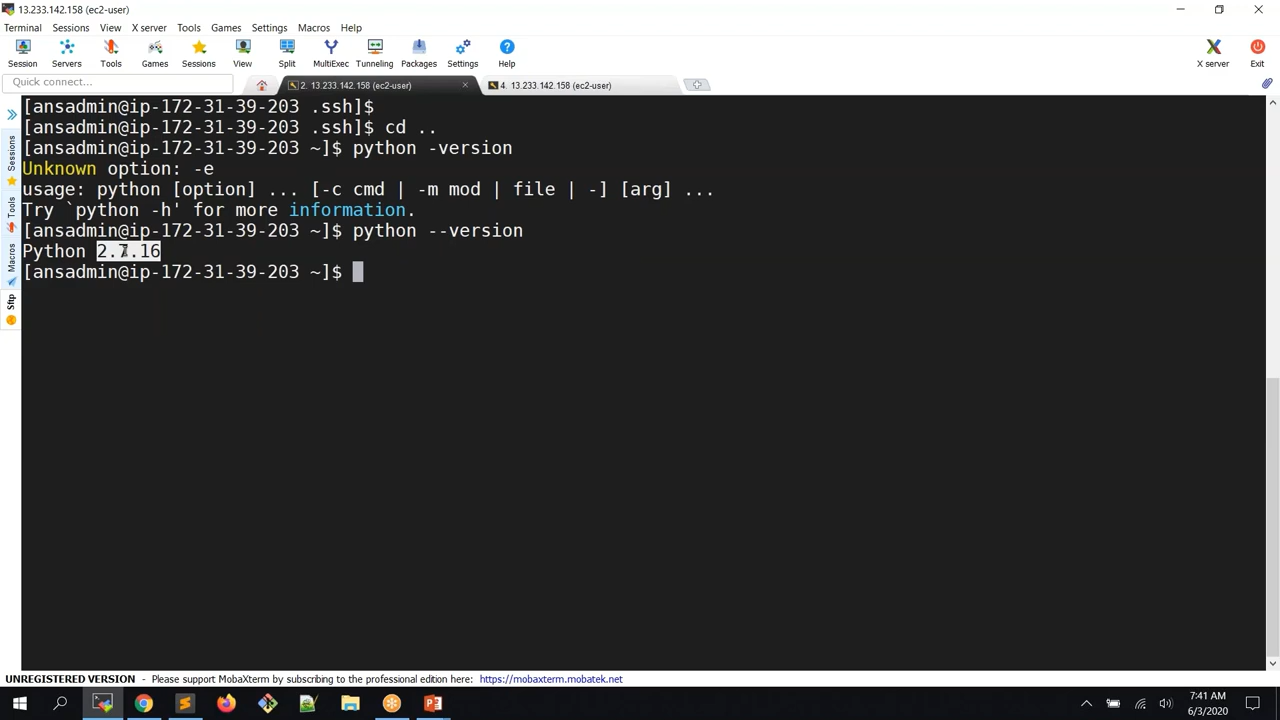 13.233.142.158 (ec2-user)
Terminal Sessions View X server Tools Games Settings Macros Help
Session Servers Tools Games Sessions View Split MultiExec Tunneling Packages Settings Help X server Exit
Quick connect...
2. 13.233.142.158 (ec2-user)
4. 13.233.142.158 (ec2-user)
Sessions
Tools
Macros
Sftp
[ansadmin@ip-172-31-39-203 .ssh]$
[ansadmin@ip-172-31-39-203 .ssh]$ cd ..
[ansadmin@ip-172-31-39-203 ~]$ python -version
Unknown option: -e
usage: python [option] ... [-c cmd | -m mod | file | -] [arg] ...
Try `python -h' for more information.
[ansadmin@ip-172-31-39-203 ~]$ python --version
Python 2.7.16
[ansadmin@ip-172-31-39-203 ~]$
UNREGISTERED VERSION - Please support MobaXterm by subscribing to the professional edition here: https://mobaxterm.mobatek.net
7:41 AM
6/3/2020